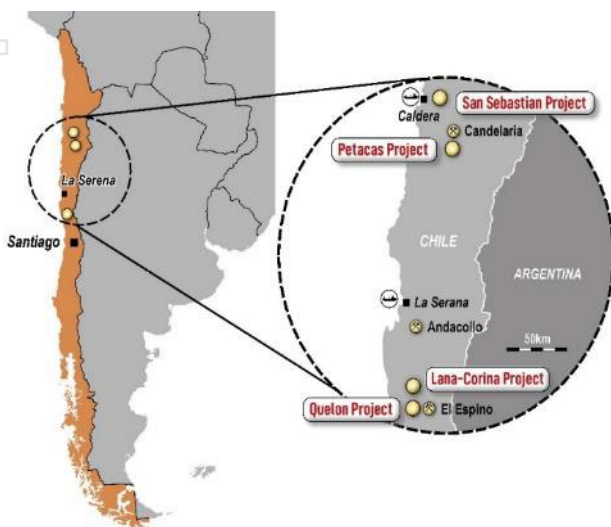 La Serena
Santiago
San Sebastian Project
Caldera
Candelaria
Petacas Project
CHILE
ARGENTINA
La Serana
Andacollo
50km
Lana-Corina Project
Quelon Project
El Espino